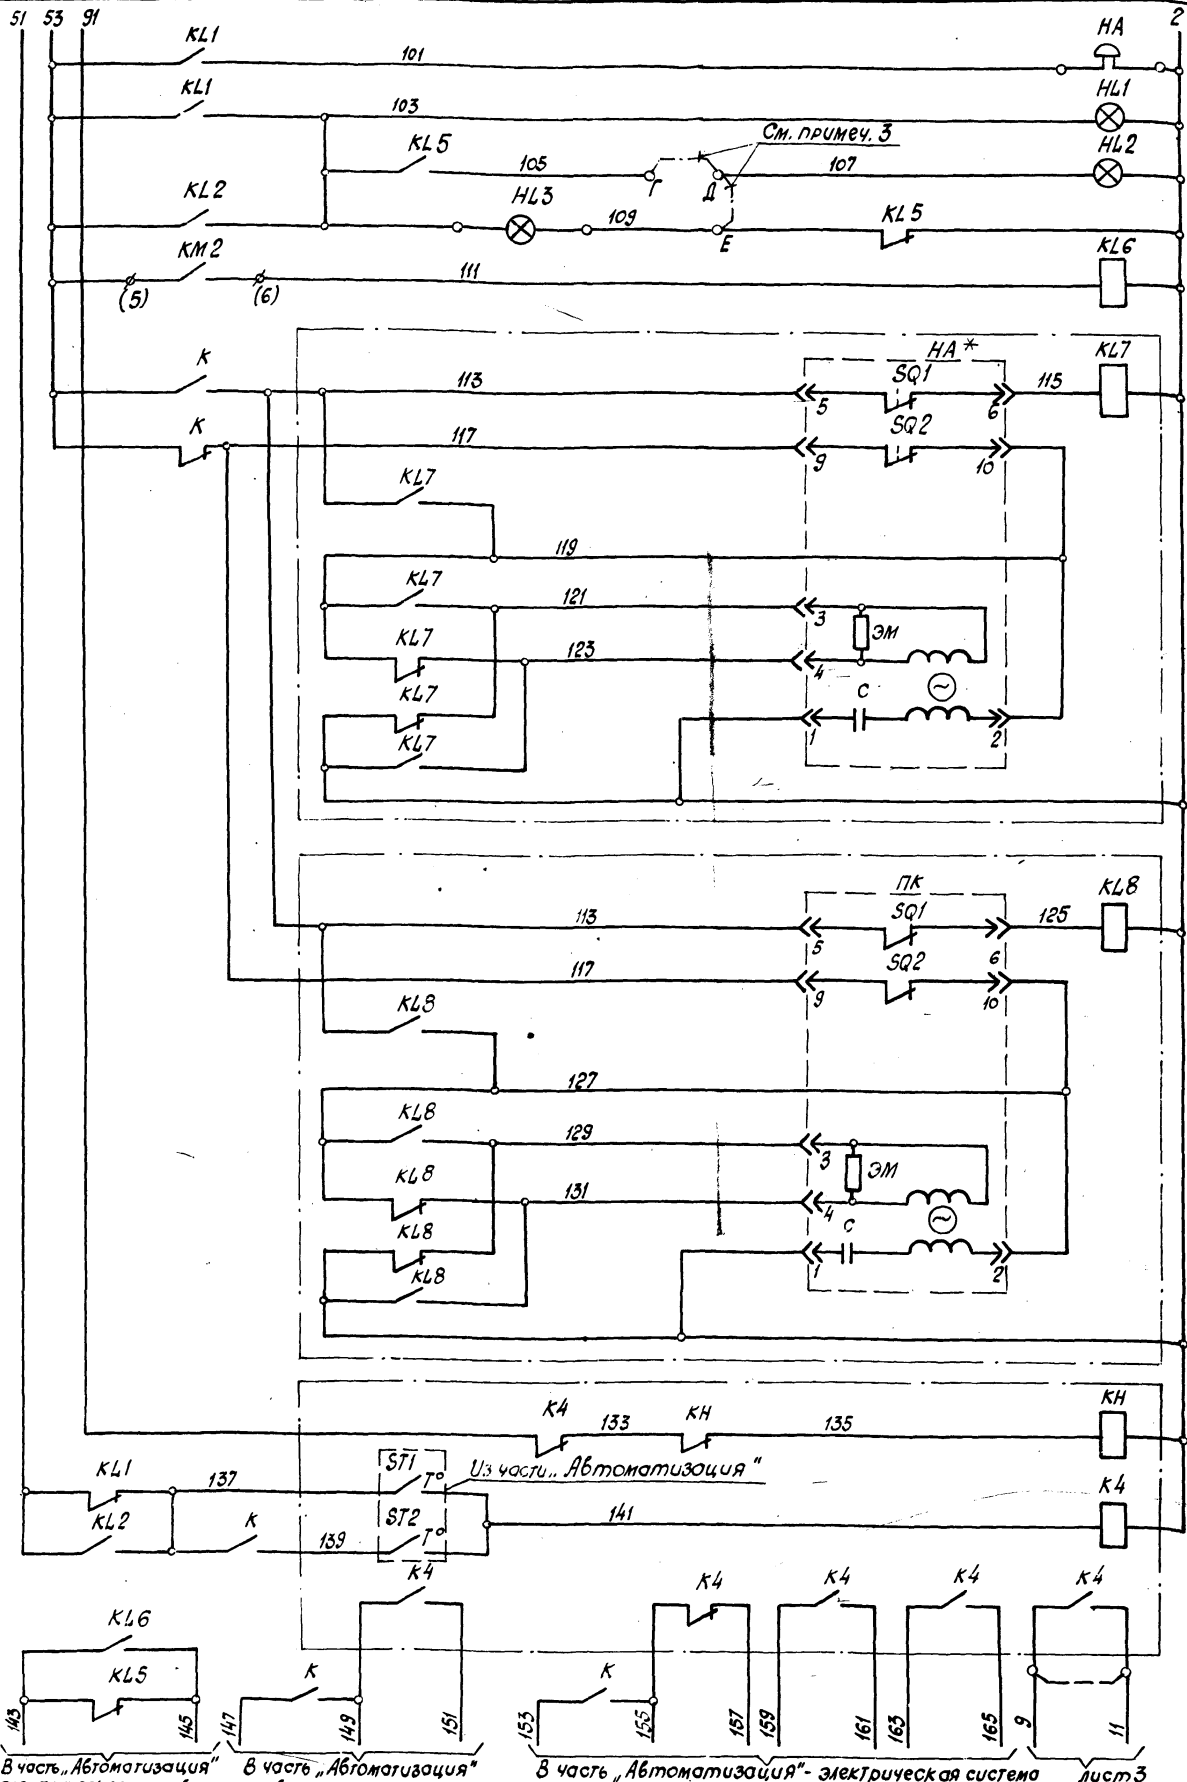 51 53 91 2
KL1 101 НА
KL1 103 HL1
См. примеч. 3
KL5 105 Г Д 107 HL2
KL2 HL3 109 Е KL5
KM2 (5) (6) 111 KL6
НА*
К 113 5 SQ1 6 115 KL7
К 117 9 SQ2 10
KL7
119
KL7 121 3
ЭМ
KL7 123 4
С
KL7 1 2
KL7
ПК
113 5 SQ1 6 125 KL8
117 9 SQ2 10
KL8
127
KL8 129 3
ЭМ
KL8 131 4
С
KL8 1 2
KL8
К4 133 КН 135 КН
KL1 137 ST1 T° Из части „Автоматизация"
KL2 К 139 ST2 T° 141 К4
К4 К4 К4 К4 К4
KL6
KL5 К К
143 145 147 149 151 153 155 157 159 161 163 165 9 11
В часть „Автоматизация" В часть „Автоматизация" В часть „Автоматизация"- электрическая система лист 3